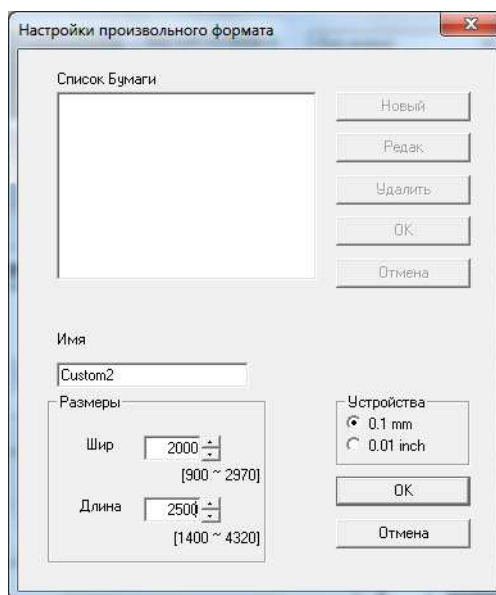 Настройки произвольного формата
Список Бумаги
Новый
Редак
Удалить
OK
Отмена
Имя
Custom2
Размеры
Шир
2000
[900 ~ 2970]
Длина
2500
[1400 ~ 4320]
Устройства
0.1 mm
0.01 inch
OK
Отмена